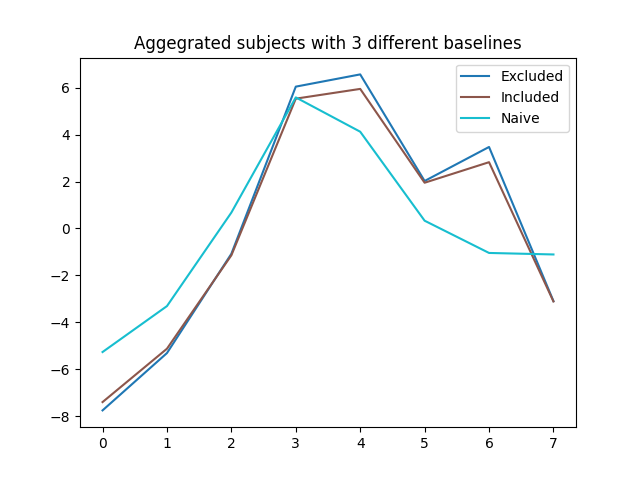 Aggegrated subjects with 3 different baselines
Excluded
Included
Naive
6
4
2
0
−2
−4
−6
−8
0 1 2 3 4 5 6 7